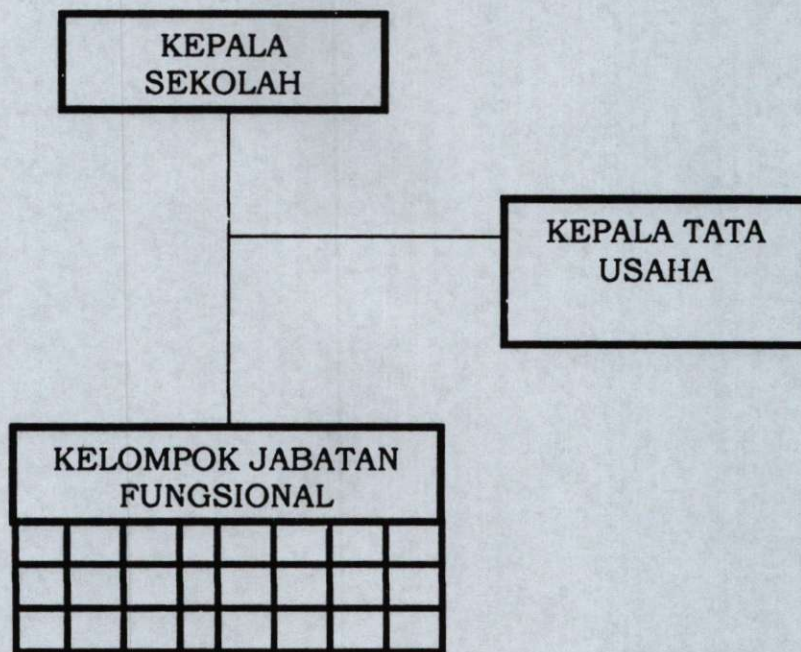 KEPALA
SEKOLAH
KEPALA TATA
USAHA
KELOMPOK JABATAN
FUNGSIONAL